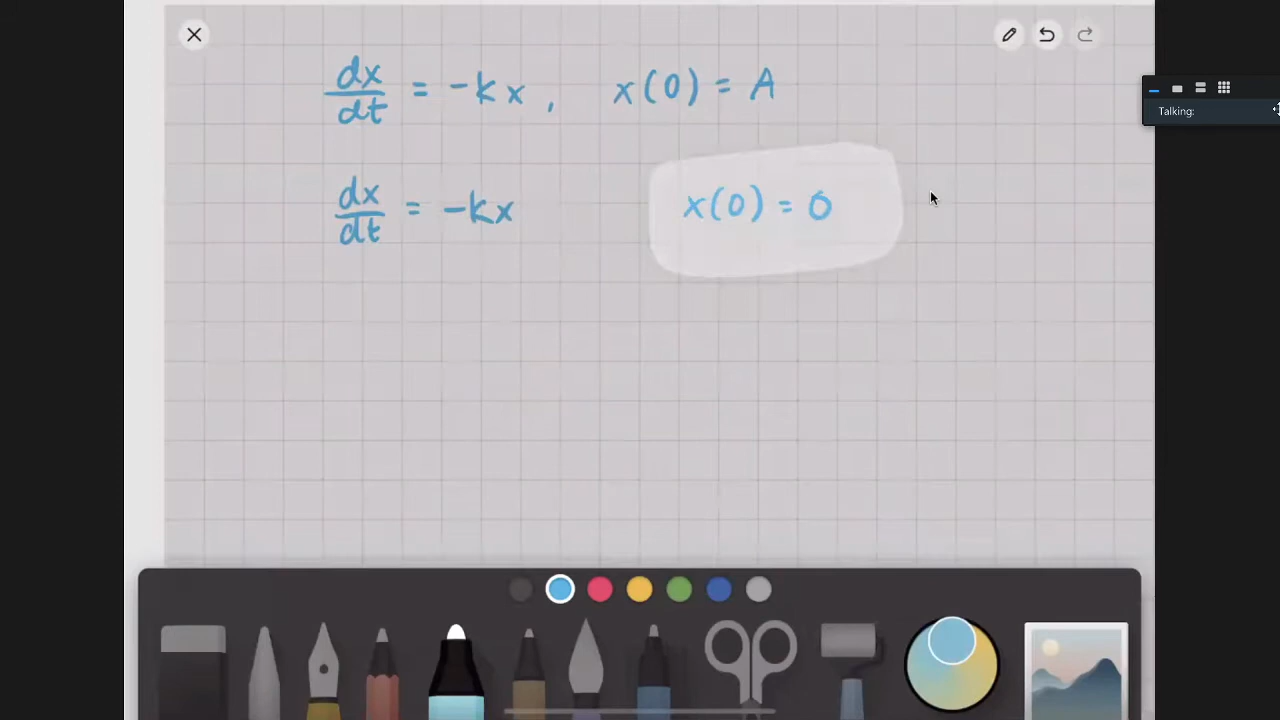 dx/dt = -kx, x(0) = A
dx/dt = -kx x(0) = 0
Talking: